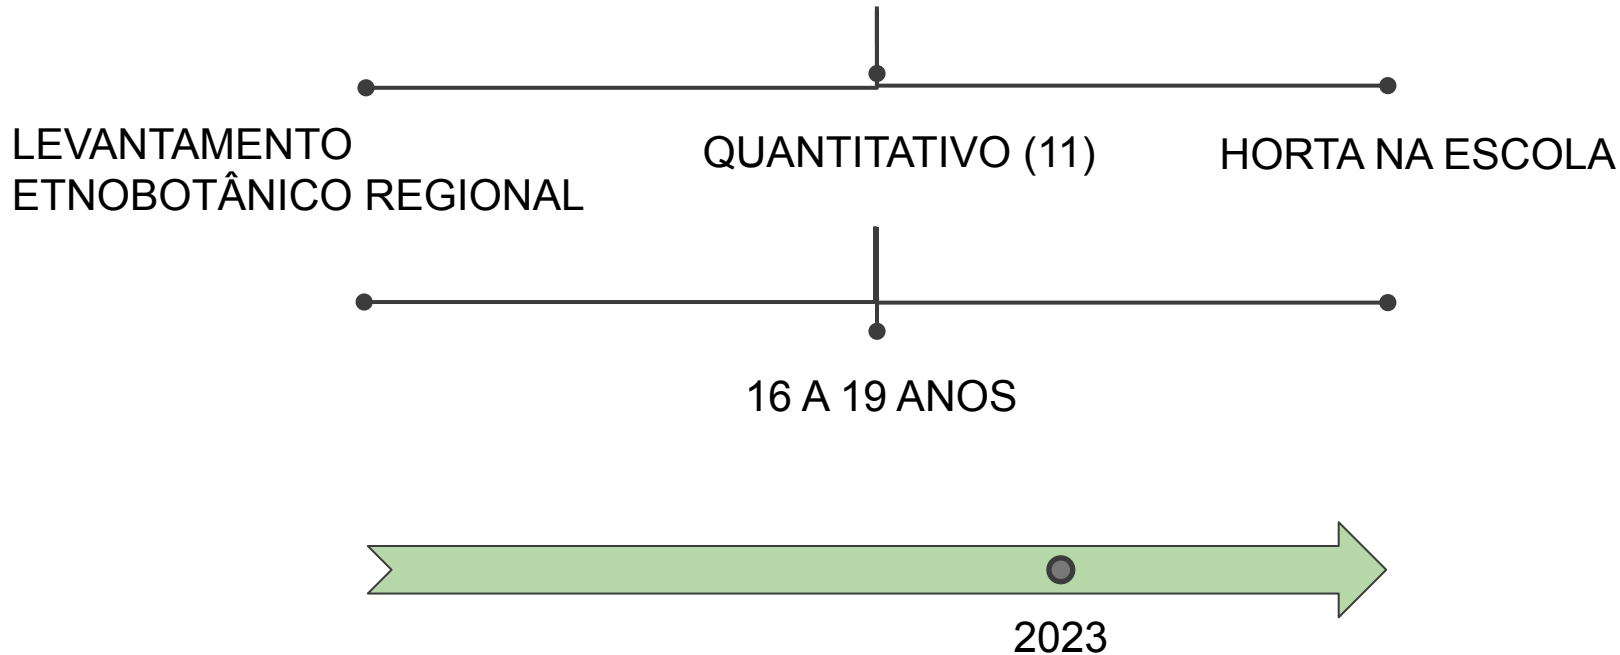 LEVANTAMENTO
ETNOBOTÂNICO REGIONAL
QUANTITATIVO (11)
HORTA NA ESCOLA
16 A 19 ANOS
2023